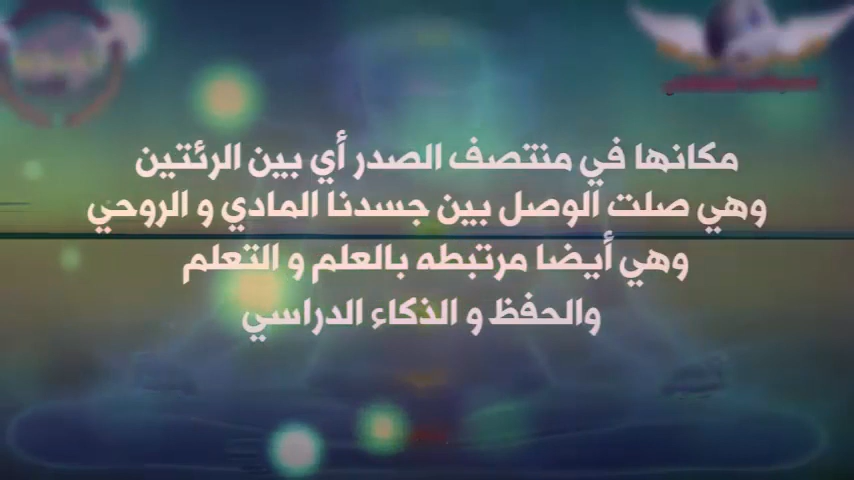 مكانها في منتصف الصدر أي بين الرئتين
وهي صلت الوصل بين جسدنا المادي و الروحي
وهي أيضا مرتبطه بالعلم و التعلم
والحفظ و الذكاء الدراسي